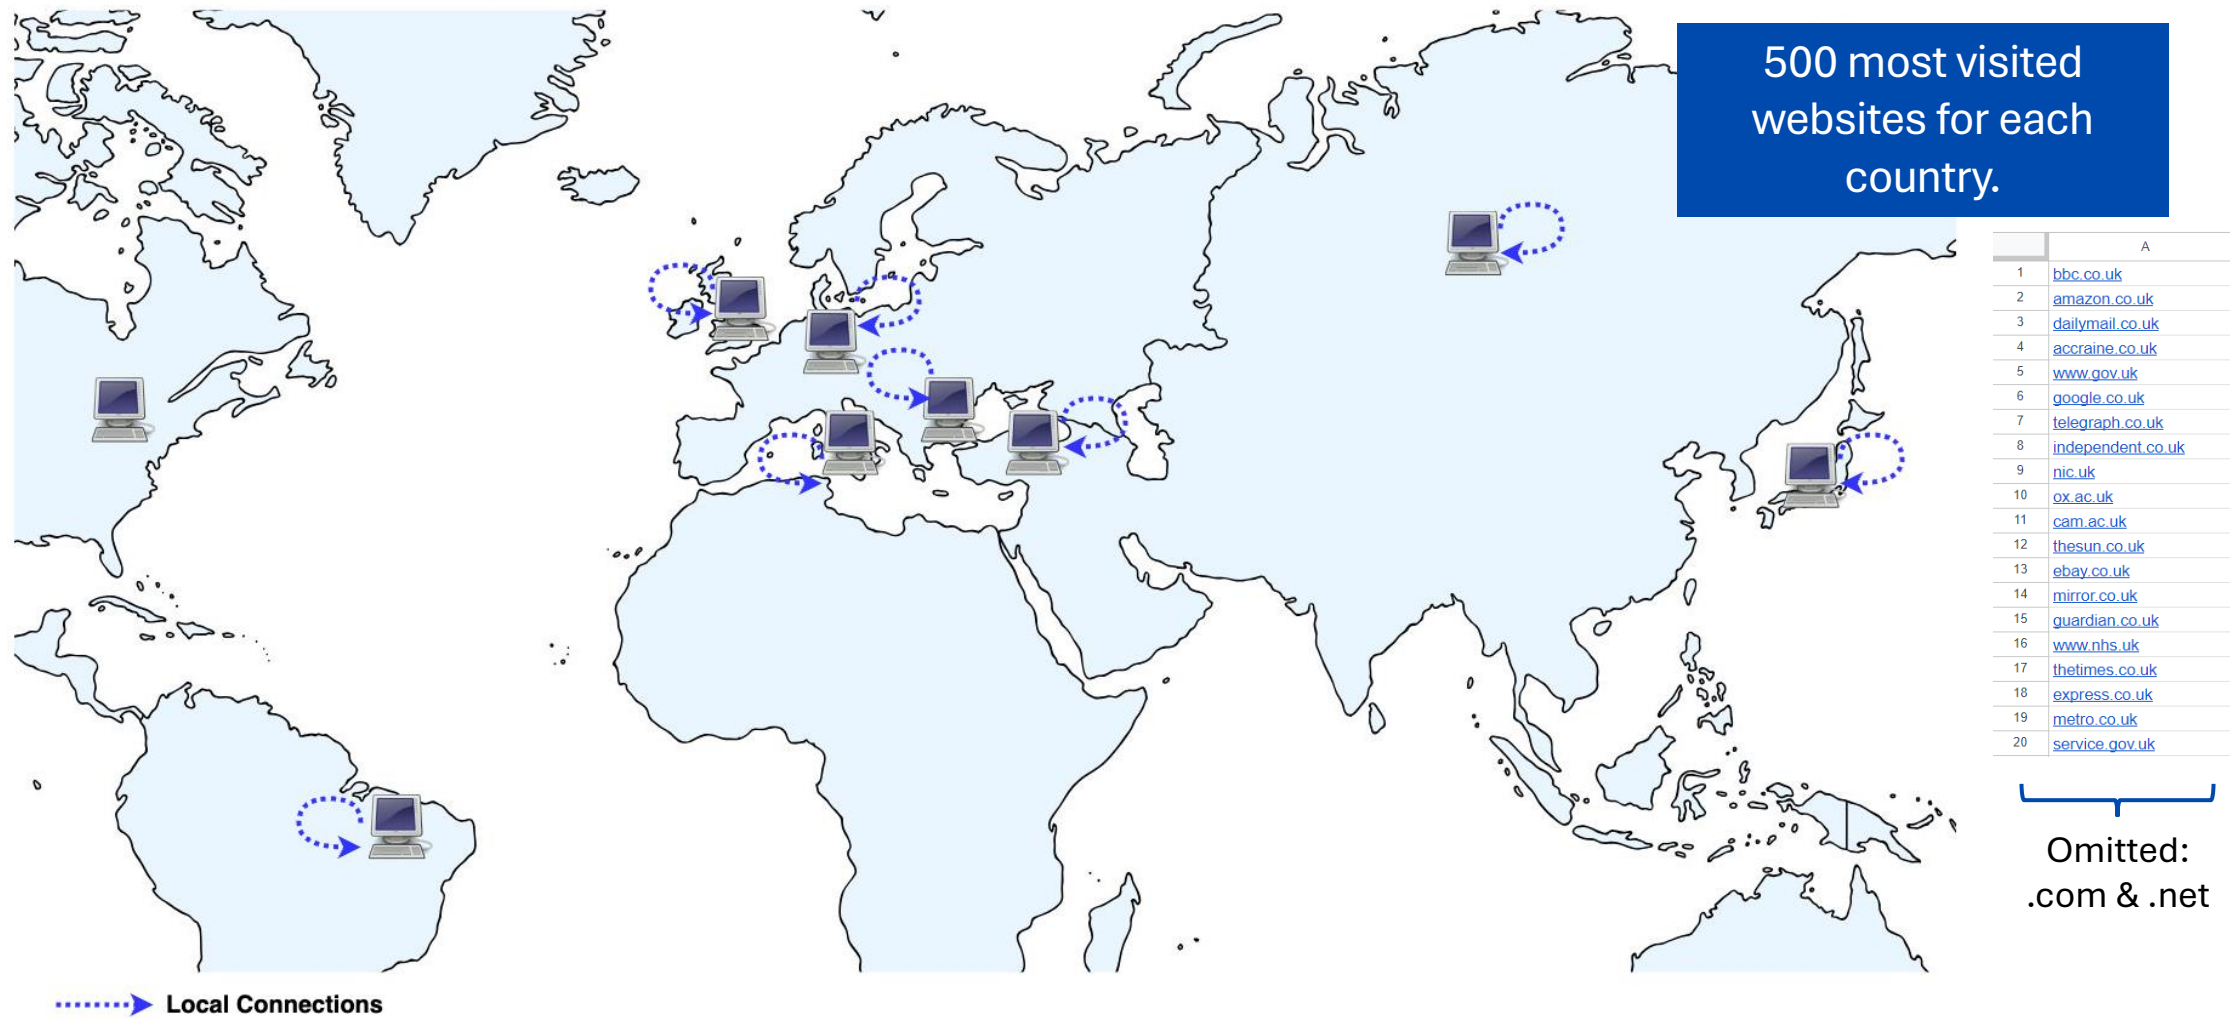 500 most visited
websites for each
country.
A
1 bbc.co.uk
2 amazon.co.uk
3 dailymail.co.uk
4 accraine.co.uk
5 www.gov.uk
6 google.co.uk
7 telegraph.co.uk
8 independent.co.uk
9 nic.uk
10 ox.ac.uk
11 cam.ac.uk
12 thesun.co.uk
13 ebay.co.uk
14 mirror.co.uk
15 guardian.co.uk
16 www.nhs.uk
17 thetimes.co.uk
18 express.co.uk
19 metro.co.uk
20 service.gov.uk
Omitted:
.com & .net
Local Connections